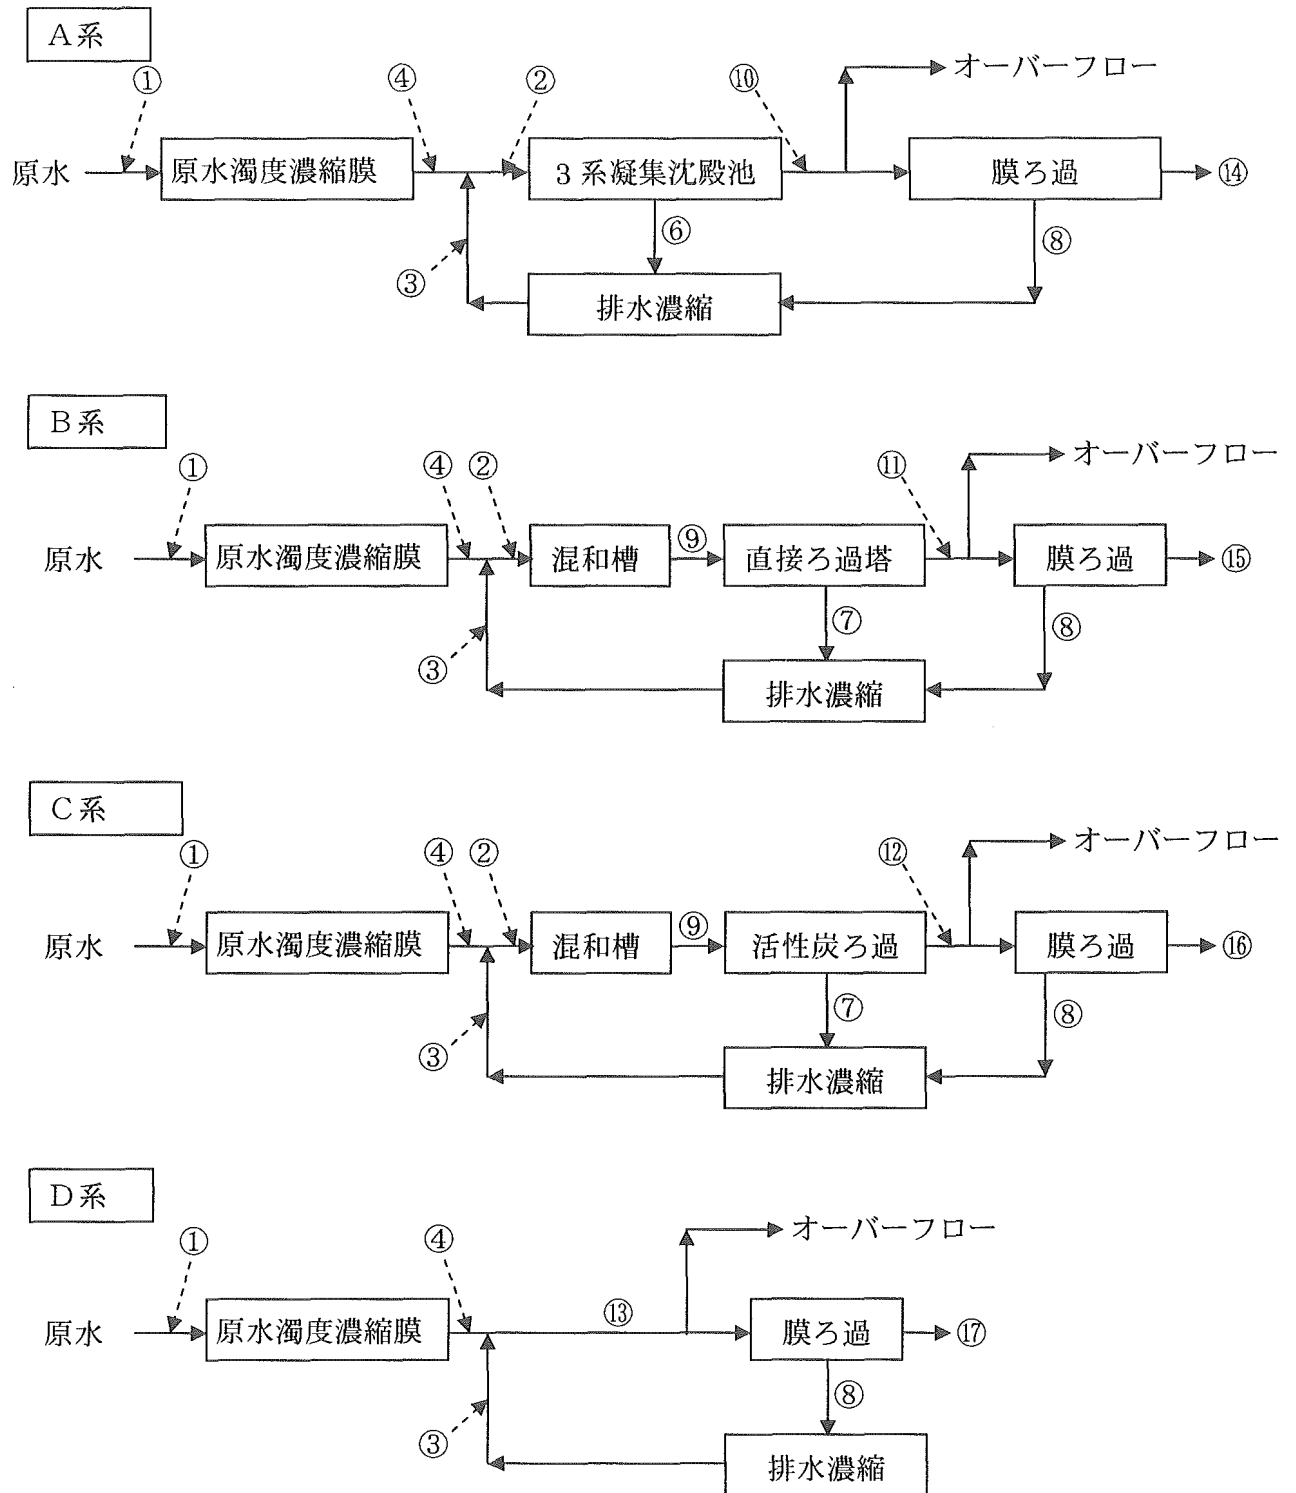 A系
① ④ ② ⑩ オーバーフロー
原水 原水濁度濃縮膜 3系凝集沈殿池 膜ろ過 ⑭
③ ⑥ ⑧
排水濃縮
B系
① ④ ② ⑪ オーバーフロー
原水 原水濁度濃縮膜 混和槽 ⑨ 直接ろ過塔 膜ろ過 ⑮
③ ⑦ ⑧
排水濃縮
C系
① ④ ② ⑫ オーバーフロー
原水 原水濁度濃縮膜 混和槽 ⑨ 活性炭ろ過 膜ろ過 ⑯
③ ⑦ ⑧
排水濃縮
D系
① ④ オーバーフロー
原水 原水濁度濃縮膜 ⑬ 膜ろ過 ⑰
③ ⑧
排水濃縮